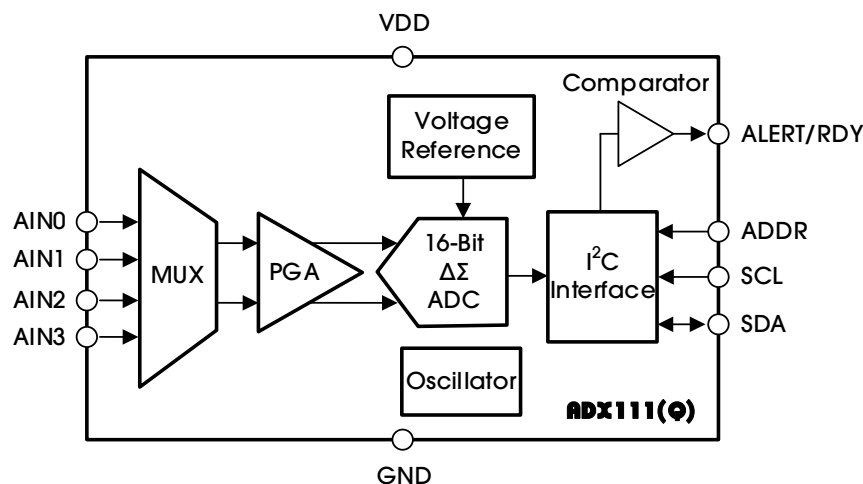 VDD
Comparator
Voltage
Reference
ALERT/RDY
AIN0
AIN1
AIN2
AIN3
MUX
PGA
16-Bit
ΔΣ
ADC
I²C
Interface
ADDR
SCL
SDA
Oscillator
ADX111(Q)
GND